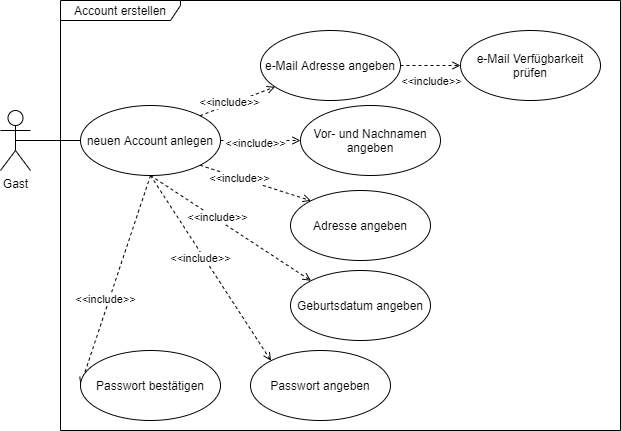 Account erstellen
e-Mail Adresse angeben
<<include>>
e-Mail Verfügbarkeit
prüfen
<<include>>
neuen Account anlegen
<<include>>
Vor- und Nachnamen
angeben
Gast
<<include>>
Adresse angeben
<<include>>
<<include>>
Geburtsdatum angeben
<<include>>
Passwort bestätigen
Passwort angeben